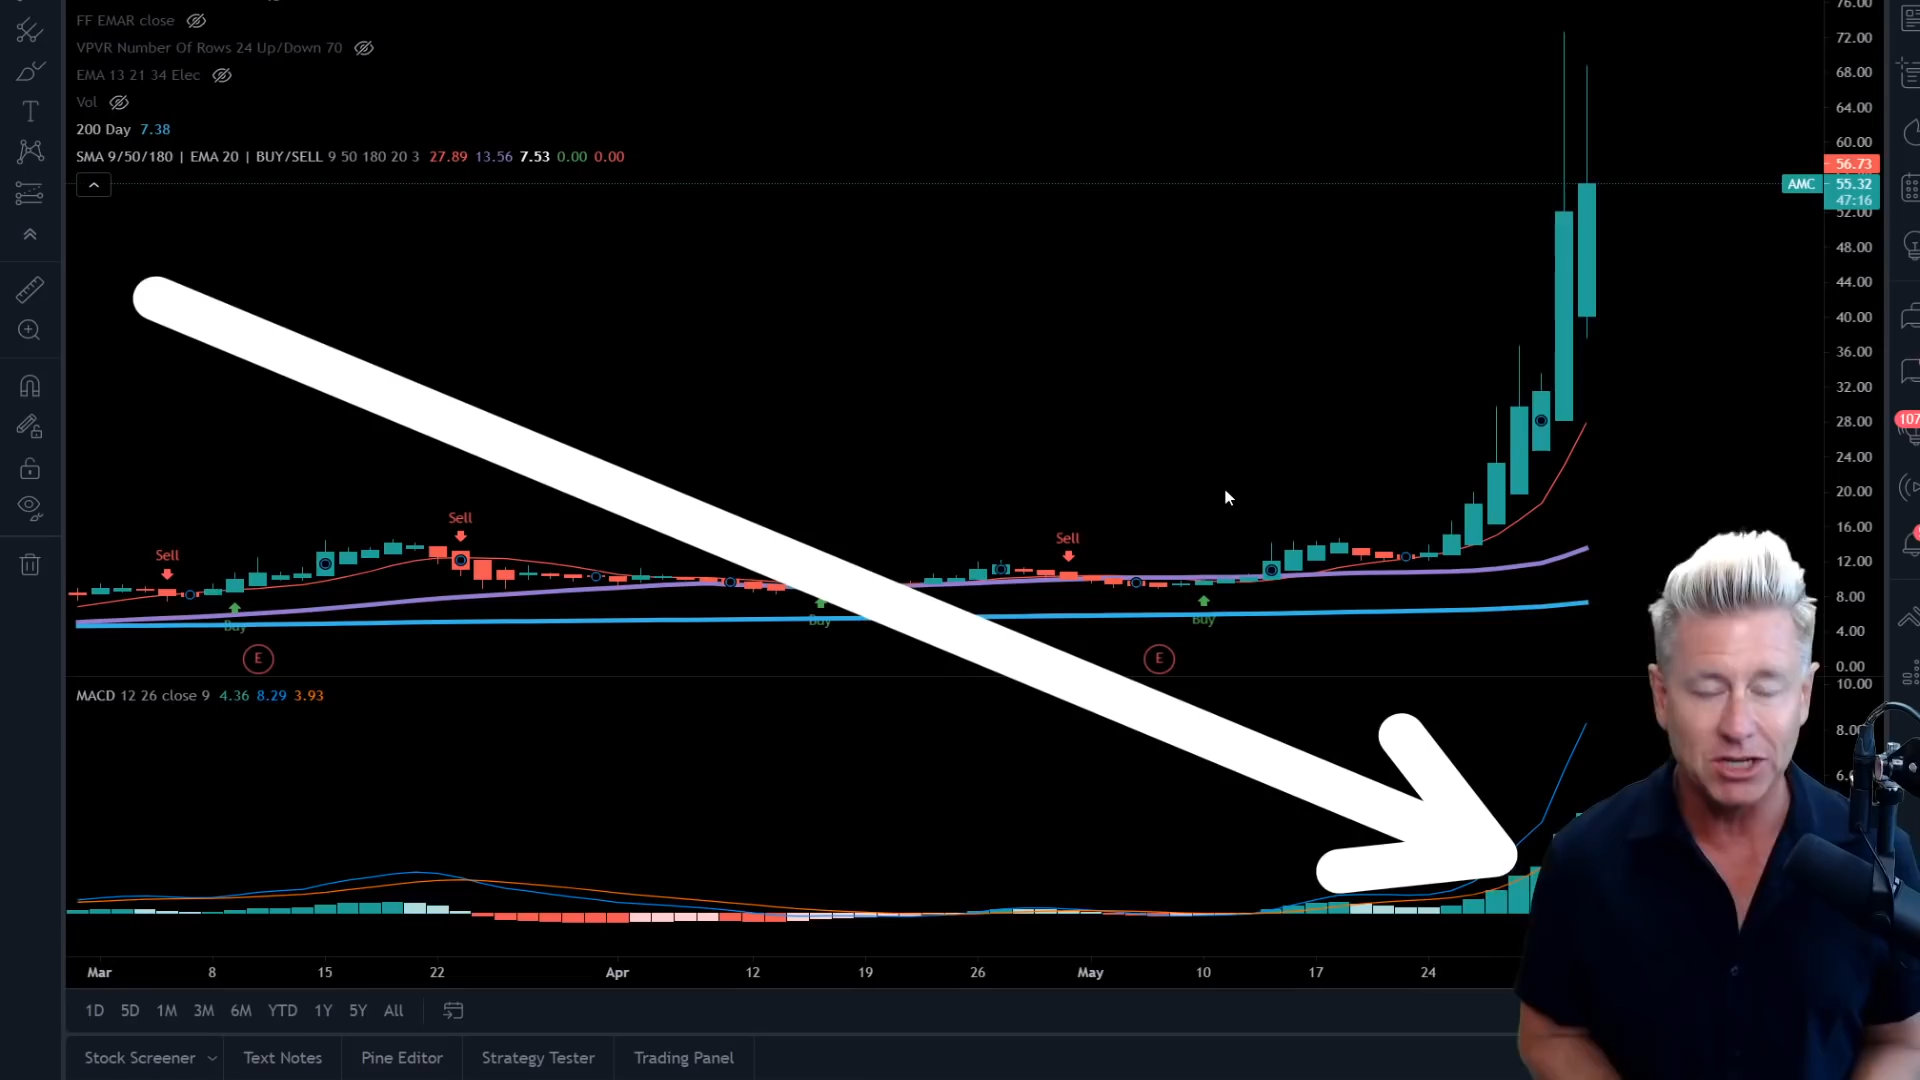 FF EMAR close
VPVR Number Of Rows 24 Up/Down 70
EMA 13 21 34 Elec
Vol
200 Day 7.38
SMA 9/50/180 | EMA 20 | BUY/SELL 9 50 180 20 3 27.89 13.56 7.53 0.00 0.00
76.00
72.00
68.00
64.00
60.00
56.73
AMC 55.32
47:16
52.00
48.00
44.00
40.00
36.00
32.00
28.00
24.00
20.00
16.00
12.00
8.00
4.00
0.00
107
Sell
Sell
Sell
Buy
Buy
Buy
E
E
MACD 12 26 close 9 4.36 8.29 3.93
10.00
8.00
Mar 8 15 22 Apr 12 19 26 May 10 17 24
1D 5D 1M 3M 6M YTD 1Y 5Y All
Stock Screener Text Notes Pine Editor Strategy Tester Trading Panel